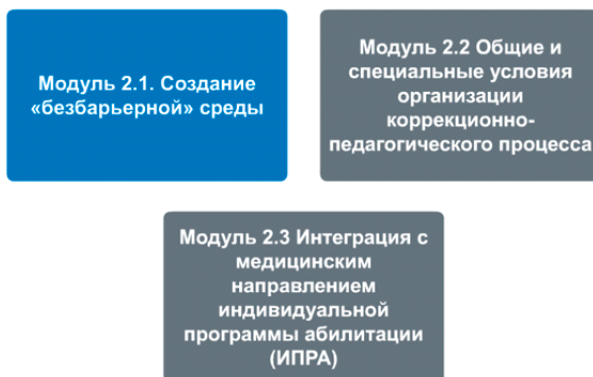 Модуль 2.1. Создание
«безбарьерной» среды
Модуль 2.2 Общие и
специальные условия
организации
коррекционно-
педагогического процесса
Модуль 2.3 Интеграция с
медицинским
направлением
индивидуальной
программы абилитации
(ИПРА)